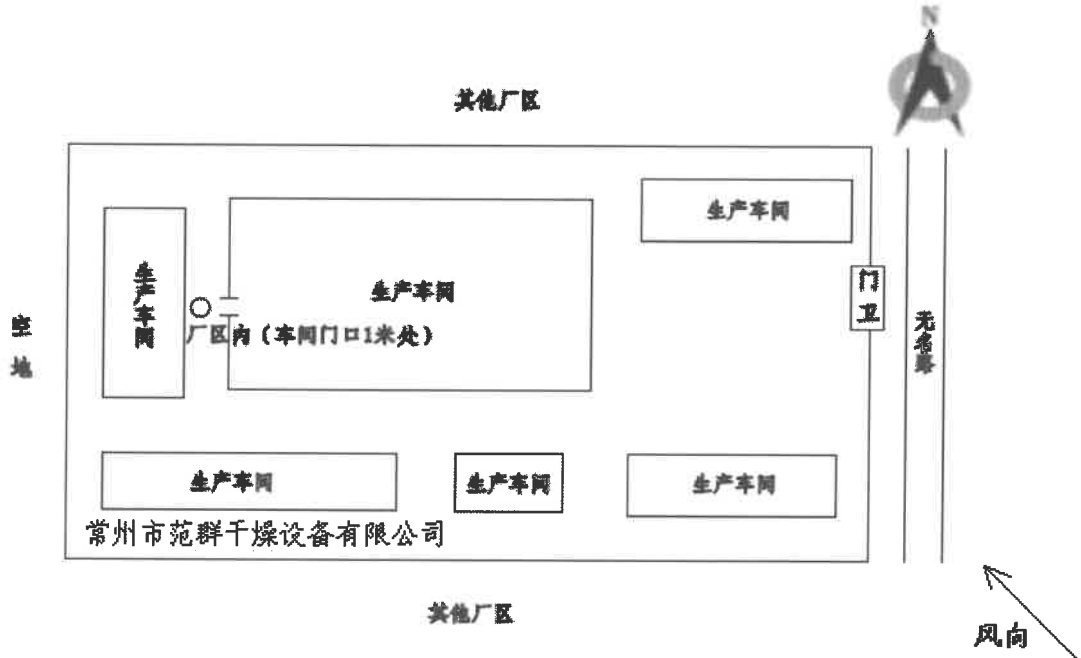 N
其他厂区
生产车间
生产车间
生产车间
门卫
空地
无名路
厂区内（车间门口1米处）
生产车间
生产车间
生产车间
常州市范群干燥设备有限公司
其他厂区
风向